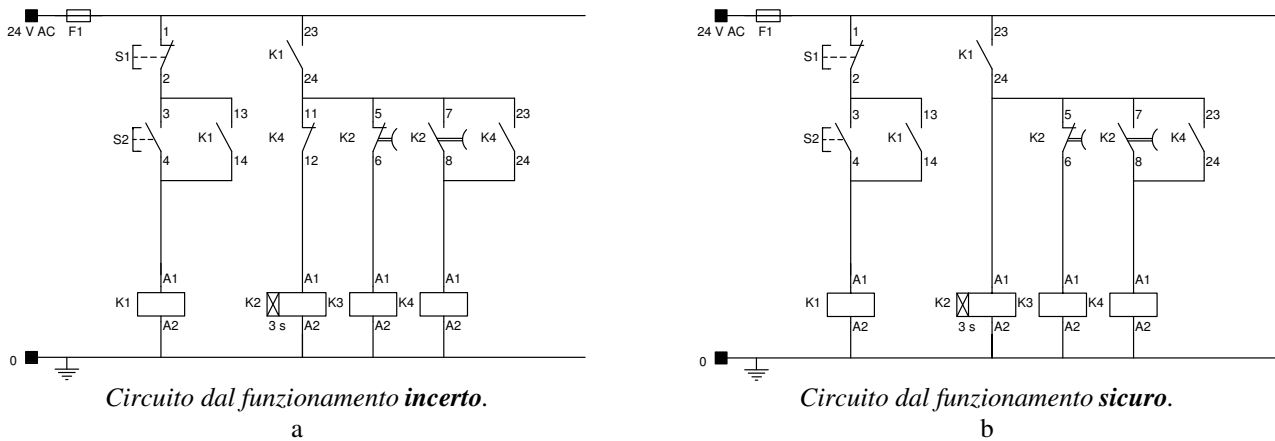 24 V AC F1
1
S1
2
23
K1
24
3
S2
4
13
K1
14
11
K4
12
5
K2
6
7
K2
8
23
K4
24
A1
K1
A2
A1
K2
3 s A2
A1
K3
A2
A1
K4
A2
0
Circuito dal funzionamento incerto.
a
24 V AC F1
1
S1
2
23
K1
24
3
S2
4
13
K1
14
5
K2
6
7
K2
8
23
K4
24
A1
K1
A2
A1
K2
3 s A2
A1
K3
A2
A1
K4
A2
0
Circuito dal funzionamento sicuro.
b